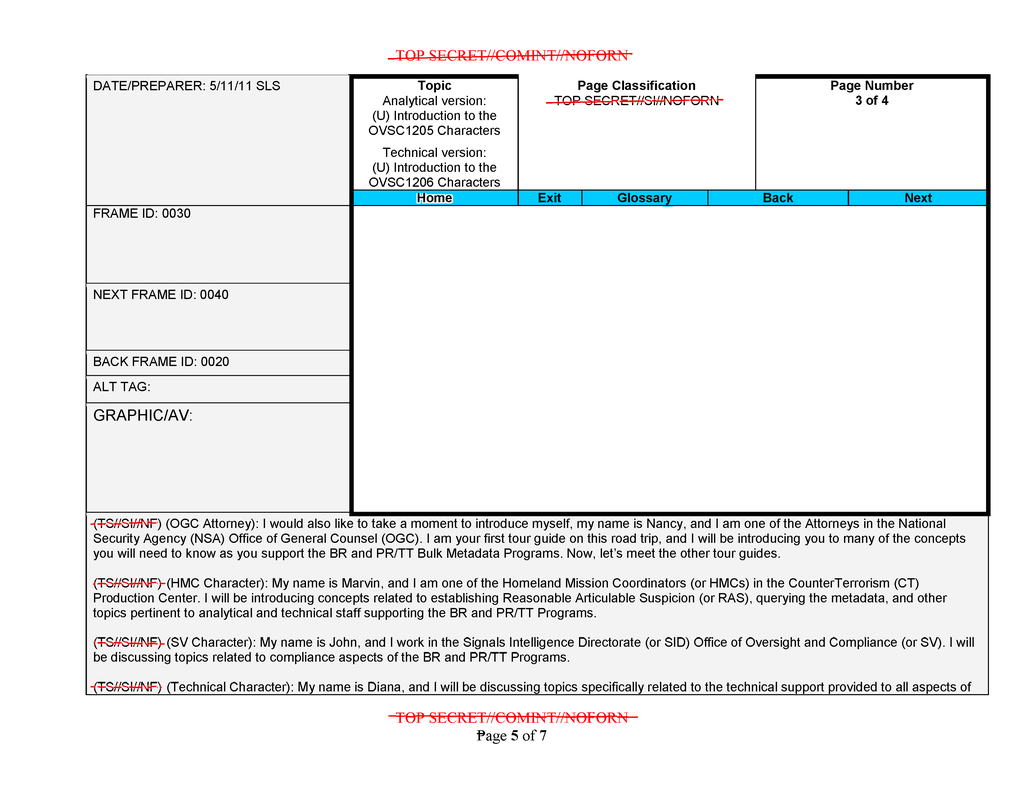 TOP SECRET//COMINT//NOFORN
DATE/PREPARER: 5/11/11 SLS
Topic
Analytical version:
(U) Introduction to the
OVSC1205 Characters
Technical version:
(U) Introduction to the
OVSC1206 Characters
Page Classification
TOP SECRET//SI//NOFORN
Page Number
3 of 4
Home Exit Glossary Back Next
FRAME ID: 0030
NEXT FRAME ID: 0040
BACK FRAME ID: 0020
ALT TAG:
GRAPHIC/AV:
(TS//SI//NF) (OGC Attorney): I would also like to take a moment to introduce myself, my name is Nancy, and I am one of the Attorneys in the National
Security Agency (NSA) Office of General Counsel (OGC). I am your first tour guide on this road trip, and I will be introducing you to many of the concepts
you will need to know as you support the BR and PR/TT Bulk Metadata Programs. Now, let's meet the other tour guides.
(TS//SI//NF) (HMC Character): My name is Marvin, and I am one of the Homeland Mission Coordinators (or HMCs) in the CounterTerrorism (CT)
Production Center. I will be introducing concepts related to establishing Reasonable Articulable Suspicion (or RAS), querying the metadata, and other
topics pertinent to analytical and technical staff supporting the BR and PR/TT Programs.
(TS//SI//NF) (SV Character): My name is John, and I work in the Signals Intelligence Directorate (or SID) Office of Oversight and Compliance (or SV). I will
be discussing topics related to compliance aspects of the BR and PR/TT Programs.
(TS//SI//NF) (Technical Character): My name is Diana, and I will be discussing topics specifically related to the technical support provided to all aspects of
TOP SECRET//COMINT//NOFORN
Page 5 of 7